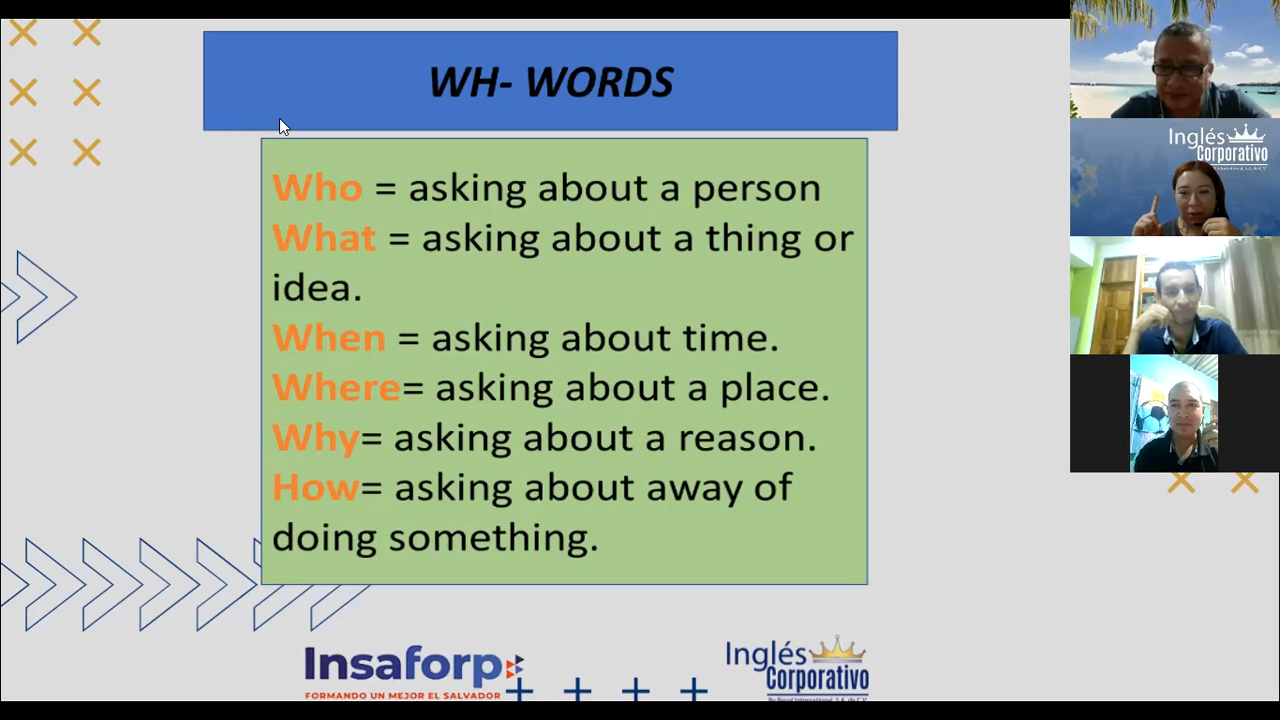 WH- WORDS
Who = asking about a person
What = asking about a thing or
idea.
When = asking about time.
Where= asking about a place.
Why= asking about a reason.
How= asking about away of
doing something.
Insaforp
FORMANDO UN MEJOR EL SALVADOR
Inglés
Corporativo
Inglés
Corporativo